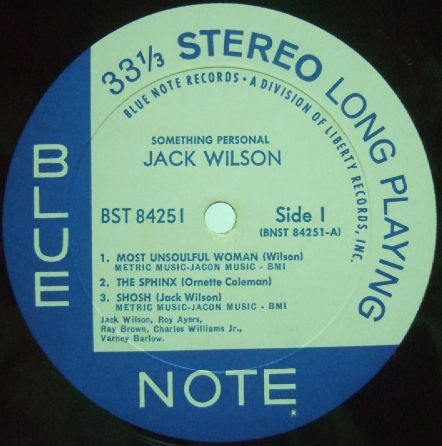 33⅓ STEREO LONG PLAYING
BLUE NOTE RECORDS • A DIVISION OF LIBERTY RECORDS, INC.
SOMETHING PERSONAL
JACK WILSON
BST 84251
Side 1
(BNST 84251-A)
1. MOST UNSOULFUL WOMAN (Wilson)
METRIC MUSIC-JACON MUSIC - BMI
2. THE SPHINX (Ornette Coleman)
3. SHOSH (Jack Wilson)
METRIC MUSIC-JACON MUSIC - BMI
Jack Wilson, Roy Ayers,
Ray Brown, Charles Williams Jr.,
Varney Barlow.
BLUE
NOTE
®